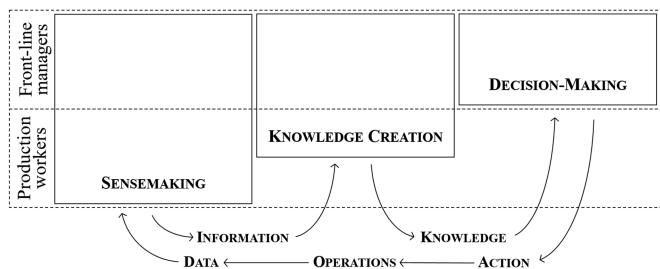 Front-line
managers
Production
workers
DECISION-MAKING
KNOWLEDGE CREATION
SENSEMAKING
INFORMATION
KNOWLEDGE
DATA
OPERATIONS
ACTION